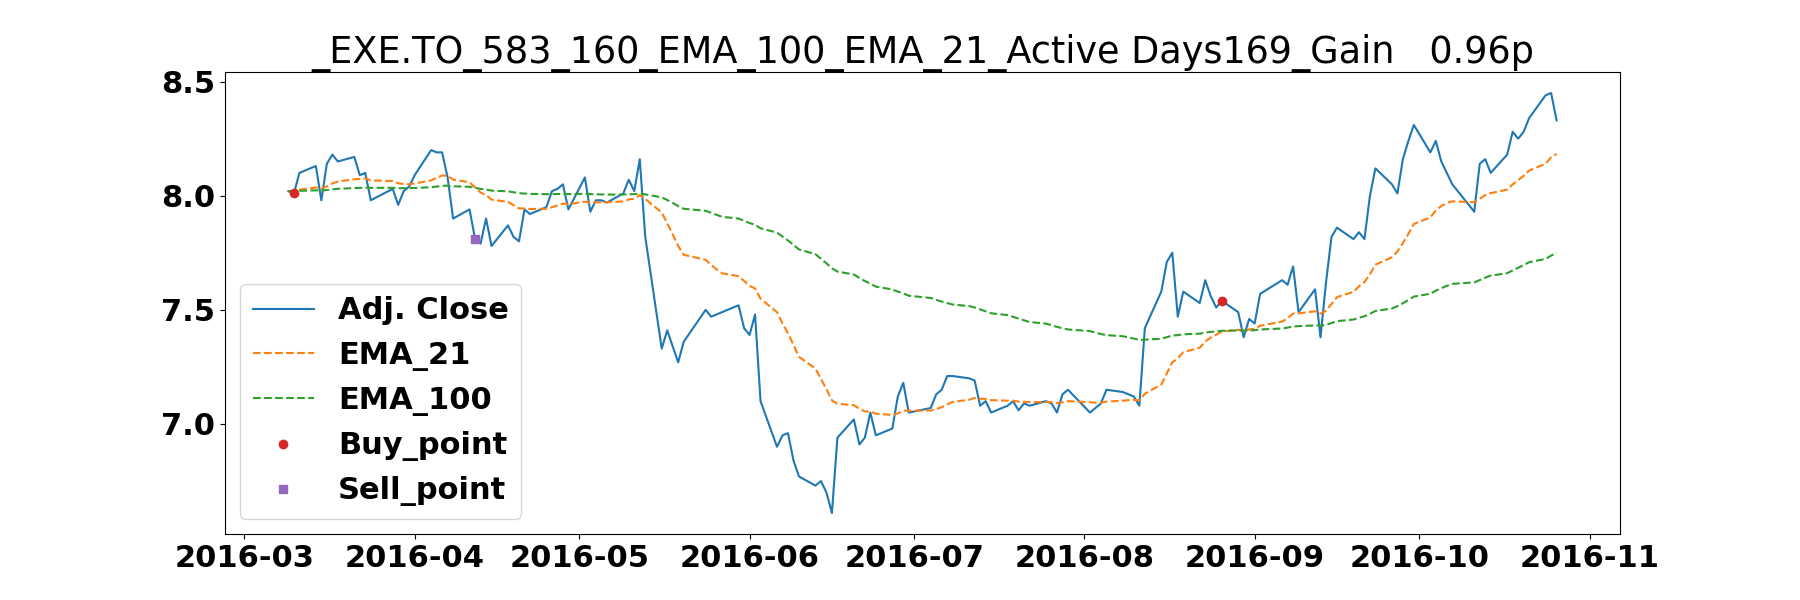 _EXE.TO_583_160_EMA_100_EMA_21_Active Days169_Gain   0.96p
8.5
8.0
7.5
7.0
Adj. Close
EMA_21
EMA_100
Buy_point
Sell_point
2016-03 2016-04 2016-05 2016-06 2016-07 2016-08 2016-09 2016-10 2016-11